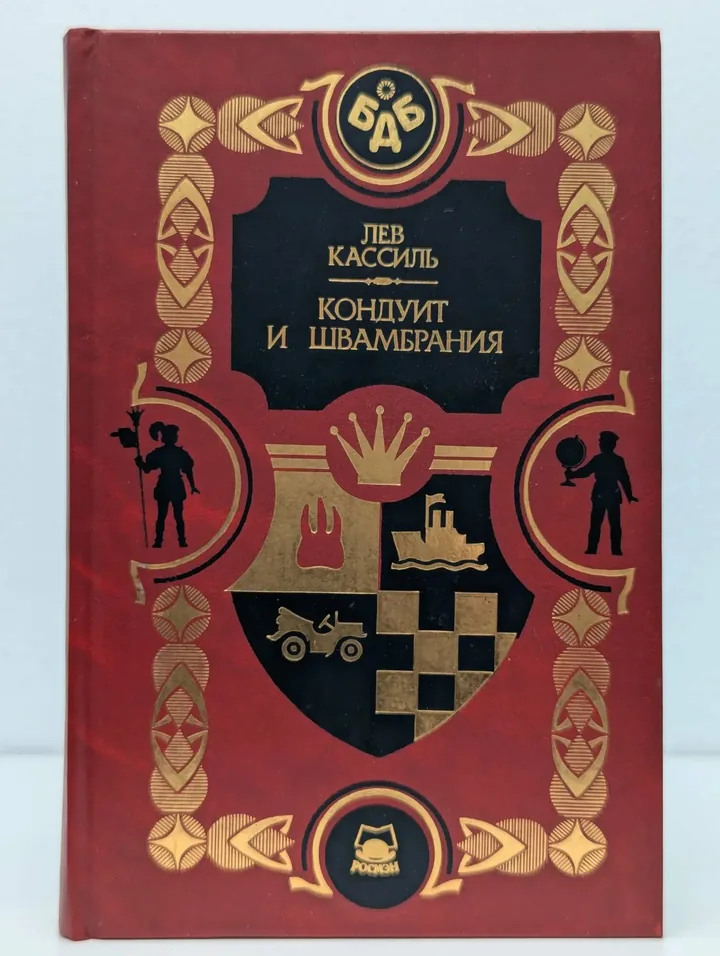 БДБ
ЛЕВ
КАССИЛЬ
КОНДУИТ
И ШВАМБРАНИЯ
РОСМЭН